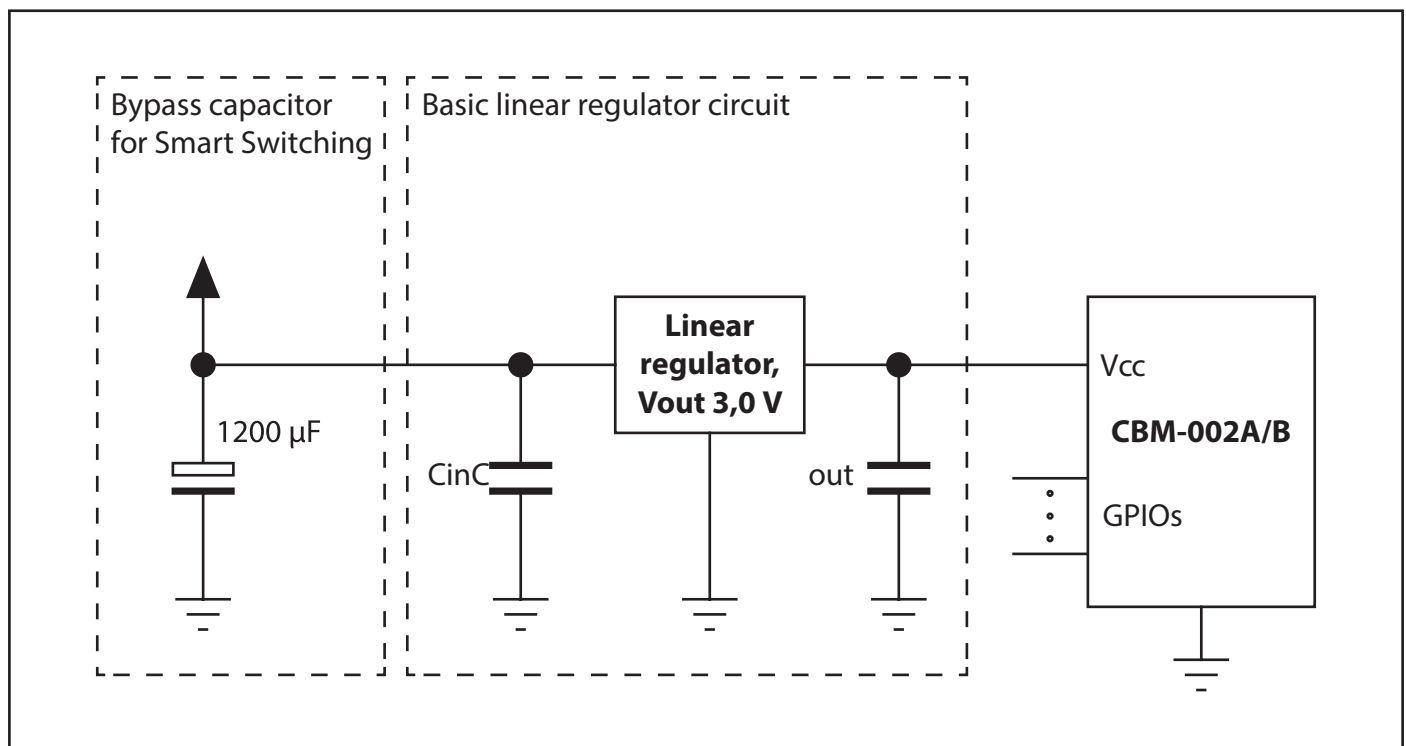 Bypass capacitor
for Smart Switching
Basic linear regulator circuit
1200 µF
CinC
Linear
regulator,
Vout 3,0 V
out
Vcc
CBM-002A/B
GPIOs